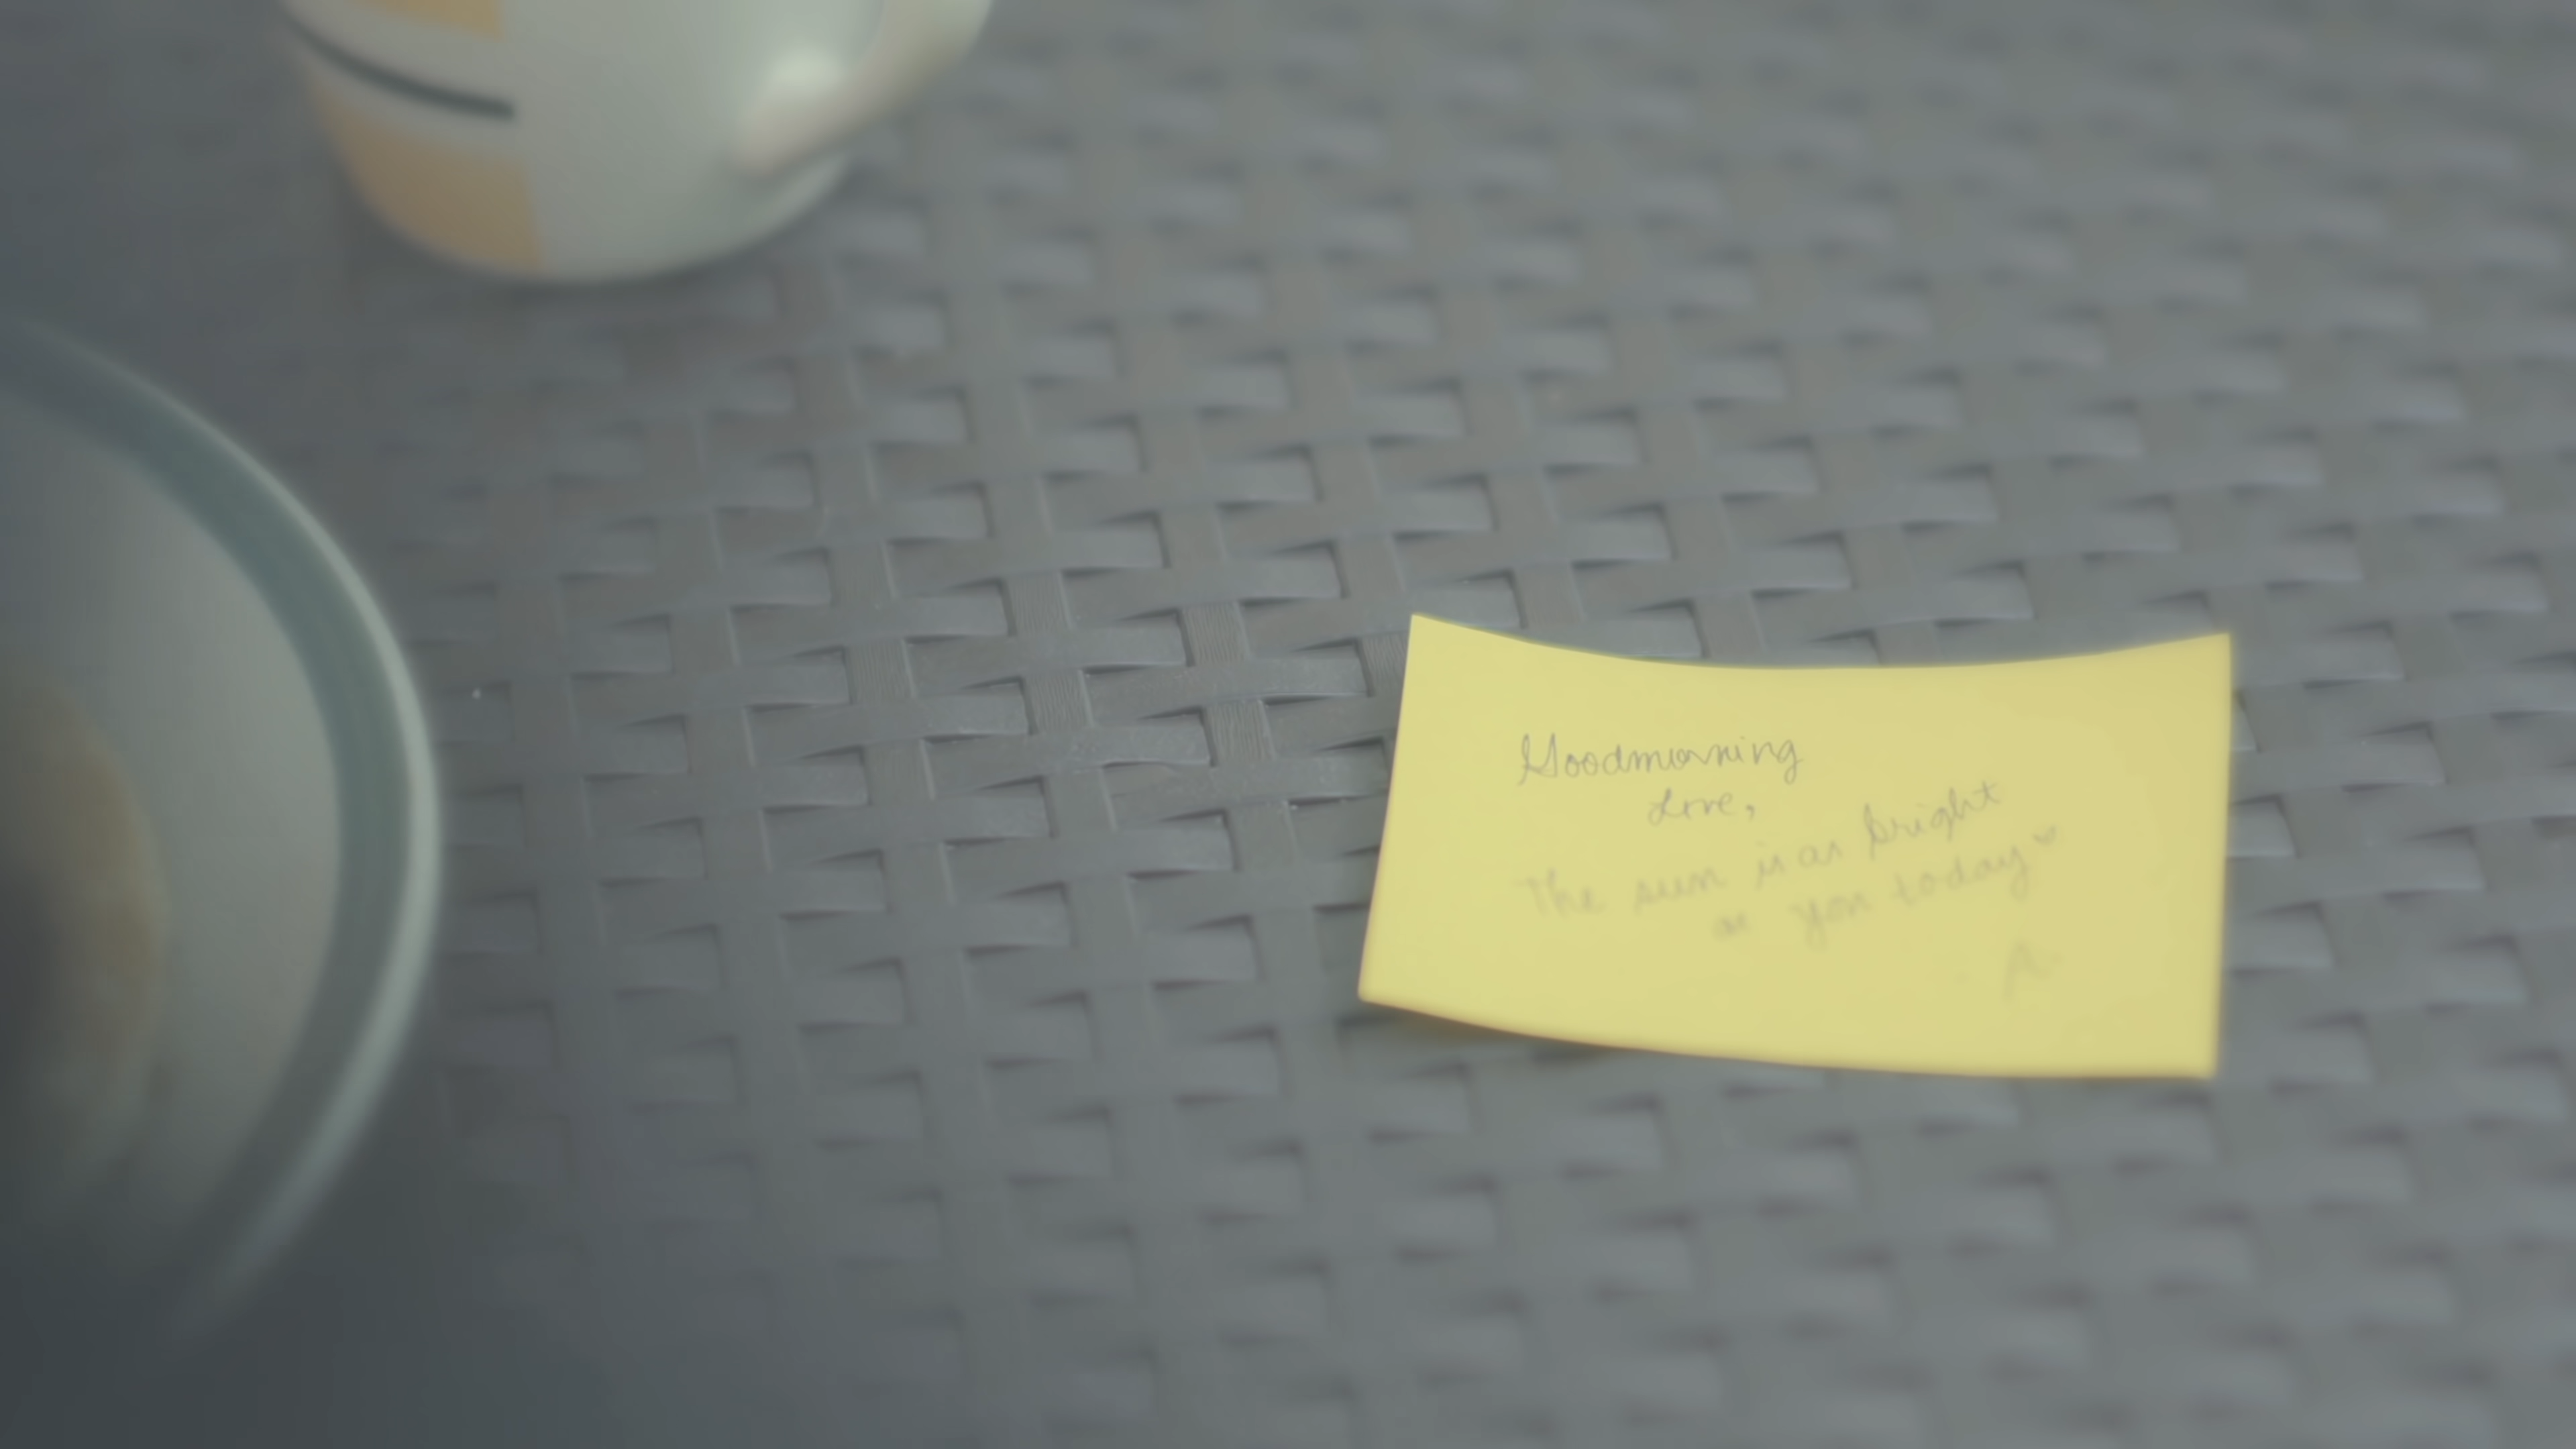 Goodmorning
Love,
The sun is as bright
as you today ♥
- A.